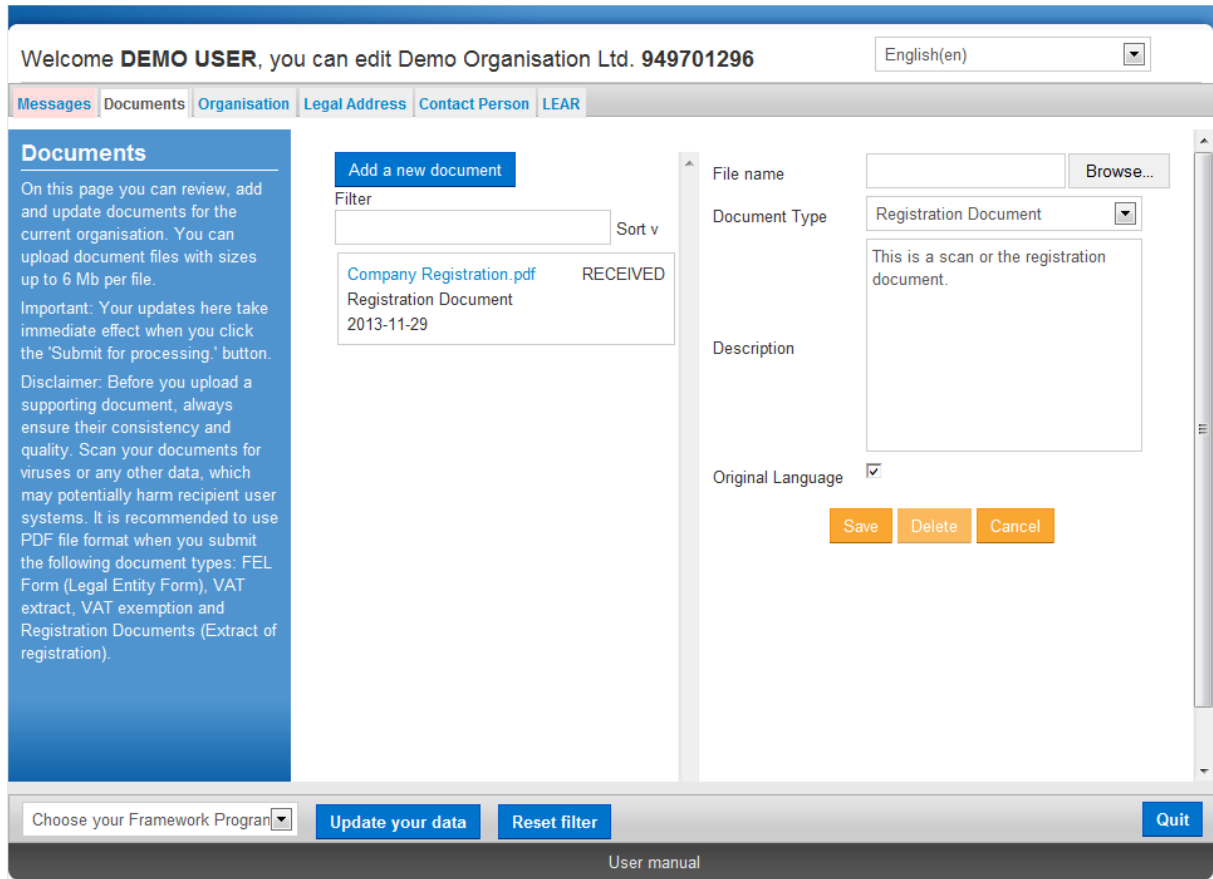 Welcome DEMO USER, you can edit Demo Organisation Ltd. 949701296
English(en)
Messages Documents Organisation Legal Address Contact Person LEAR
Documents
On this page you can review, add
and update documents for the
current organisation. You can
upload document files with sizes
up to 6 Mb per file.
Important: Your updates here take
immediate effect when you click
the 'Submit for processing.' button.
Disclaimer: Before you upload a
supporting document, always
ensure their consistency and
quality. Scan your documents for
viruses or any other data, which
may potentially harm recipient user
systems. It is recommended to use
PDF file format when you submit
the following document types: FEL
Form (Legal Entity Form), VAT
extract, VAT exemption and
Registration Documents (Extract of
registration).
Add a new document
Filter
Sort v
Company Registration.pdf RECEIVED
Registration Document
2013-11-29
File name Browse...
Document Type Registration Document
This is a scan or the registration
document.
Description
Original Language
Save Delete Cancel
Choose your Framework Progran Update your data Reset filter Quit
User manual